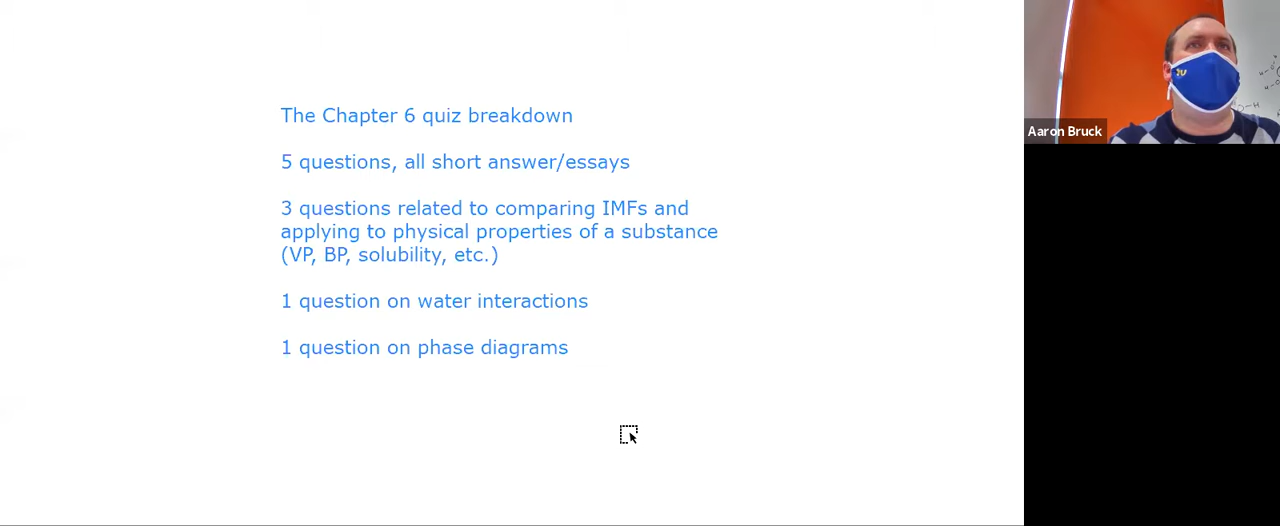 The Chapter 6 quiz breakdown
5 questions, all short answer/essays
3 questions related to comparing IMFs and
applying to physical properties of a substance
(VP, BP, solubility, etc.)
1 question on water interactions
1 question on phase diagrams
Aaron Bruck